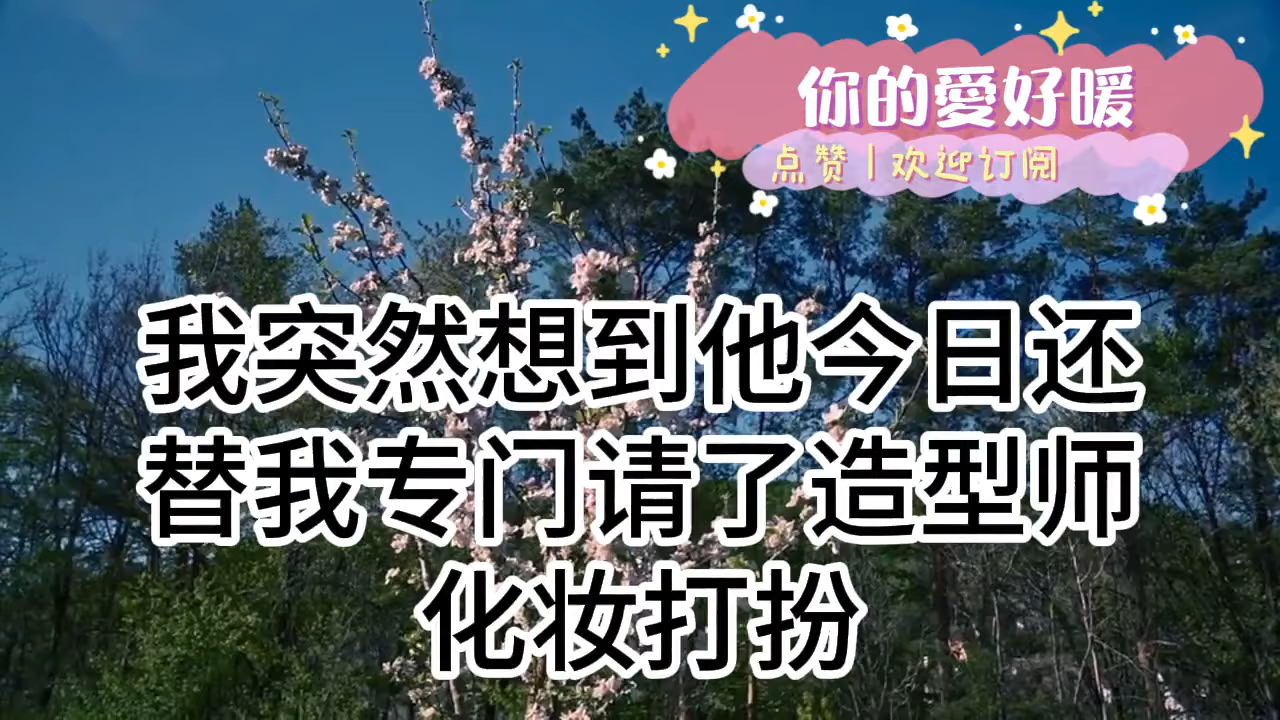 你的愛好暖
点赞 | 欢迎订阅
我突然想到他今日还
替我专门请了造型师
化妆打扮